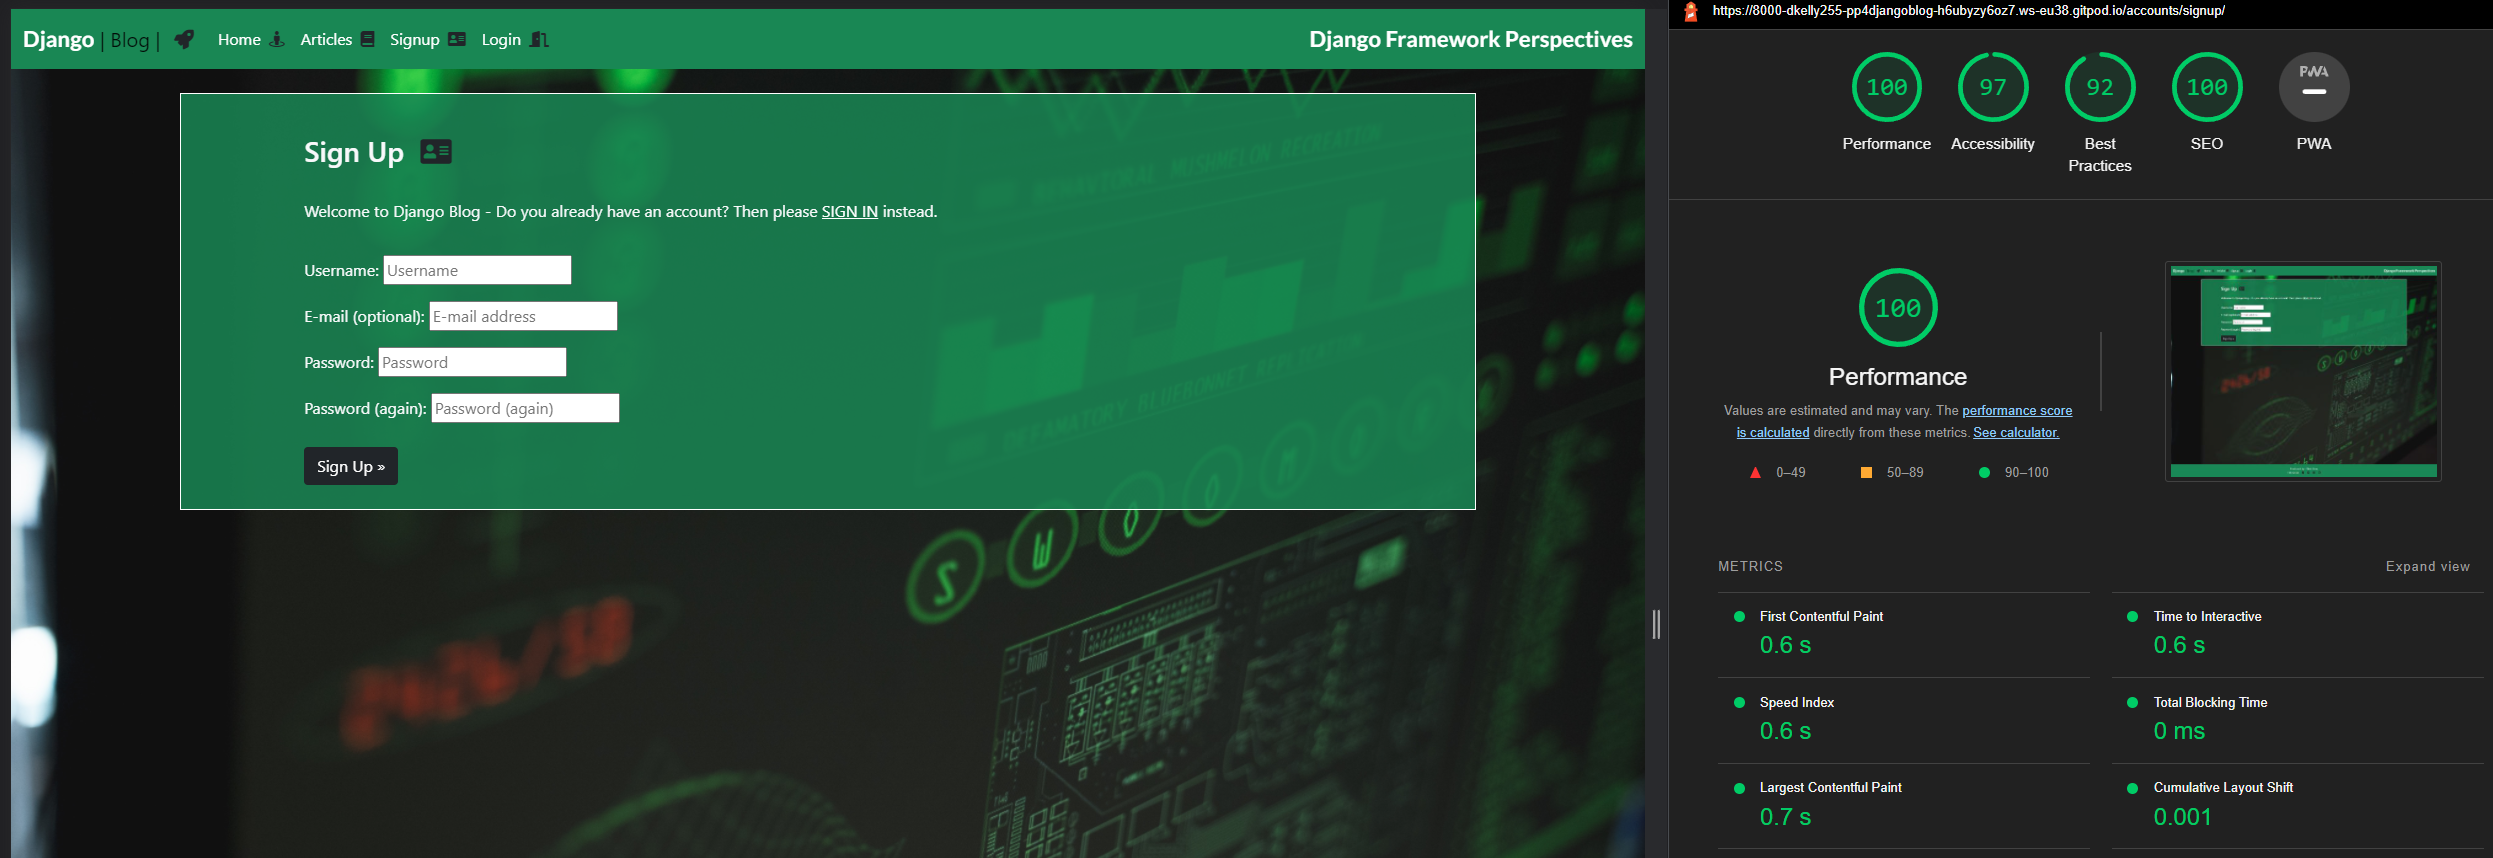 Django | Blog | Home Articles Signup Login Django Framework Perspectives
Sign Up
Welcome to Django Blog - Do you already have an account? Then please SIGN IN instead.
Username: Username
E-mail (optional): E-mail address
Password: Password
Password (again): Password (again)
Sign Up »
BEHAVIORAL MUSHMELON RECREATION
DEFAMATORY BLUEBONNET REPLICATION
https://8000-dkelly255-pp4djangoblog-h6ubyzy6oz7.ws-eu38.gitpod.io/accounts/signup/
100 97 92 100 PWA
Performance Accessibility Best Practices SEO PWA
100
Performance
Values are estimated and may vary. The performance score
is calculated directly from these metrics. See calculator.
0–49 50–89 90–100
METRICS Expand view
First Contentful Paint
0.6 s
Time to Interactive
0.6 s
Speed Index
0.6 s
Total Blocking Time
0 ms
Largest Contentful Paint
0.7 s
Cumulative Layout Shift
0.001